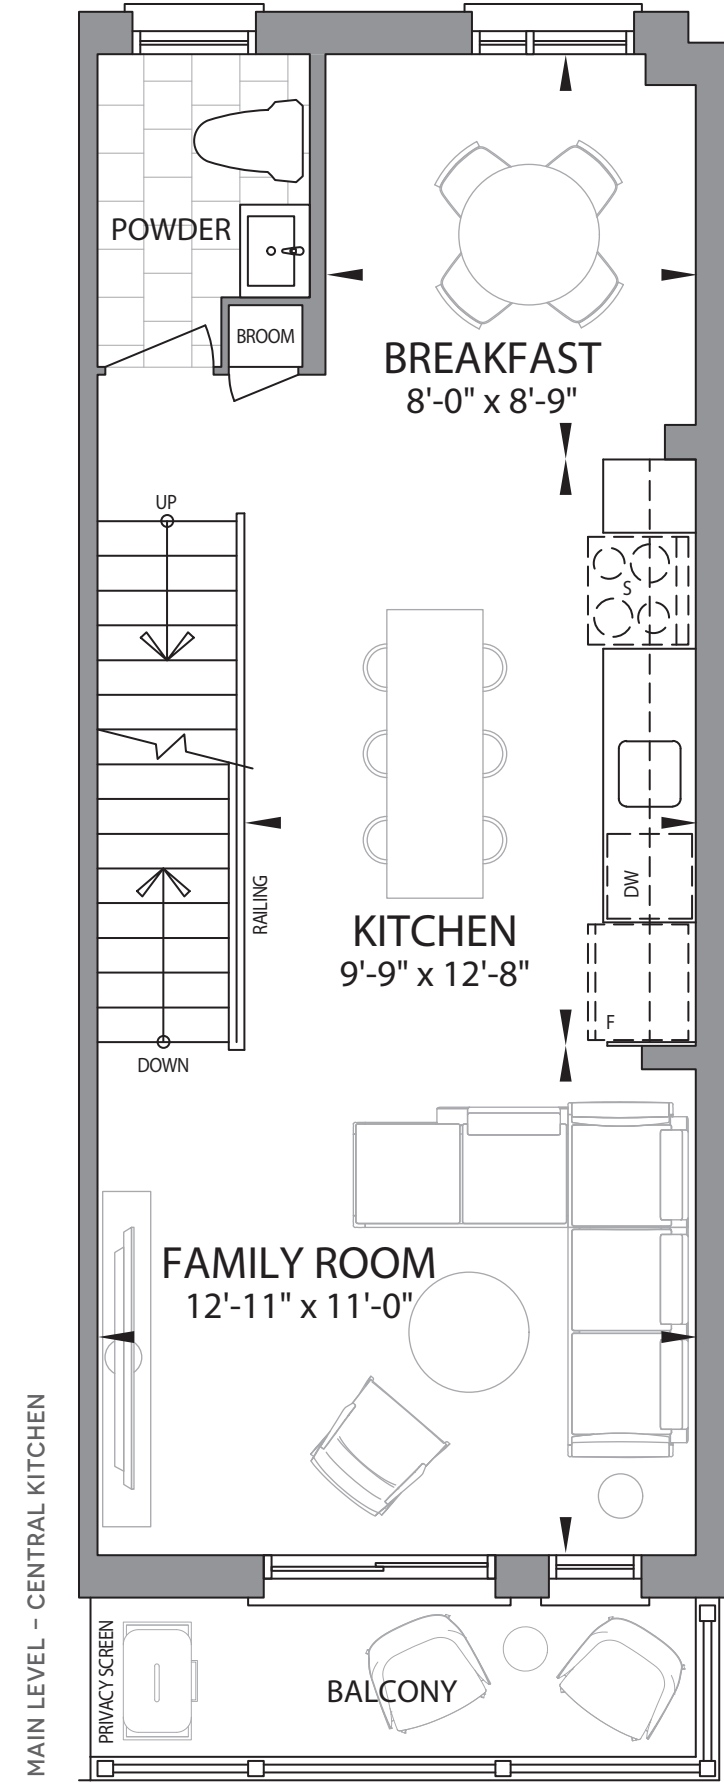 POWDER
BROOM
BREAKFAST
8'-0" x 8'-9"
UP
S
DW
RAILING
KITCHEN
9'-9" x 12'-8"
F
DOWN
FAMILY ROOM
12'-11" x 11'-0"
MAIN LEVEL – CENTRAL KITCHEN
PRIVACY SCREEN
BALCONY